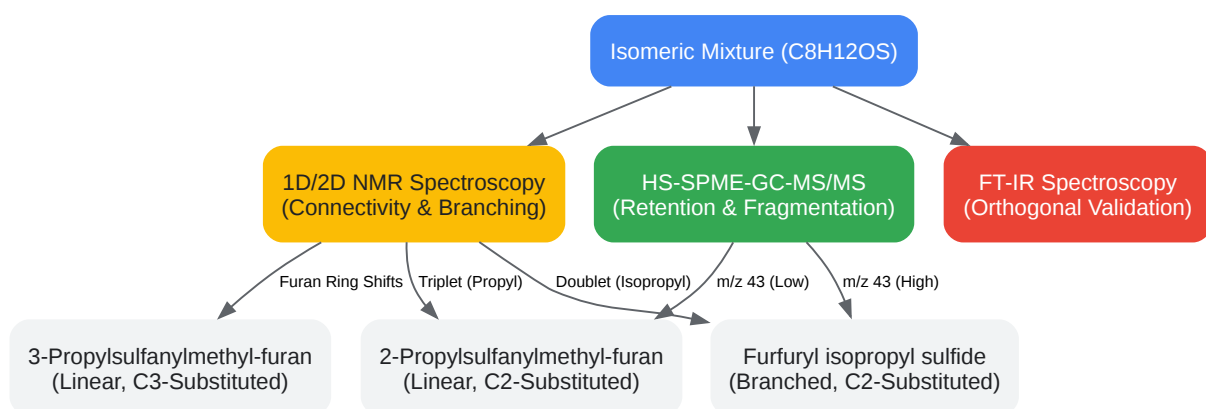 Isomeric Mixture (C8H12OS)
1D/2D NMR Spectroscopy
(Connectivity & Branching)
HS-SPME-GC-MS/MS
(Retention & Fragmentation)
FT-IR Spectroscopy
(Orthogonal Validation)
Furan Ring Shifts
Triplet (Propyl)
Doublet (Isopropyl)
m/z 43 (Low)
m/z 43 (High)
3-Propylsulfanylmethyl-furan
(Linear, C3-Substituted)
2-Propylsulfanylmethyl-furan
(Linear, C2-Substituted)
Furfuryl isopropyl sulfide
(Branched, C2-Substituted)